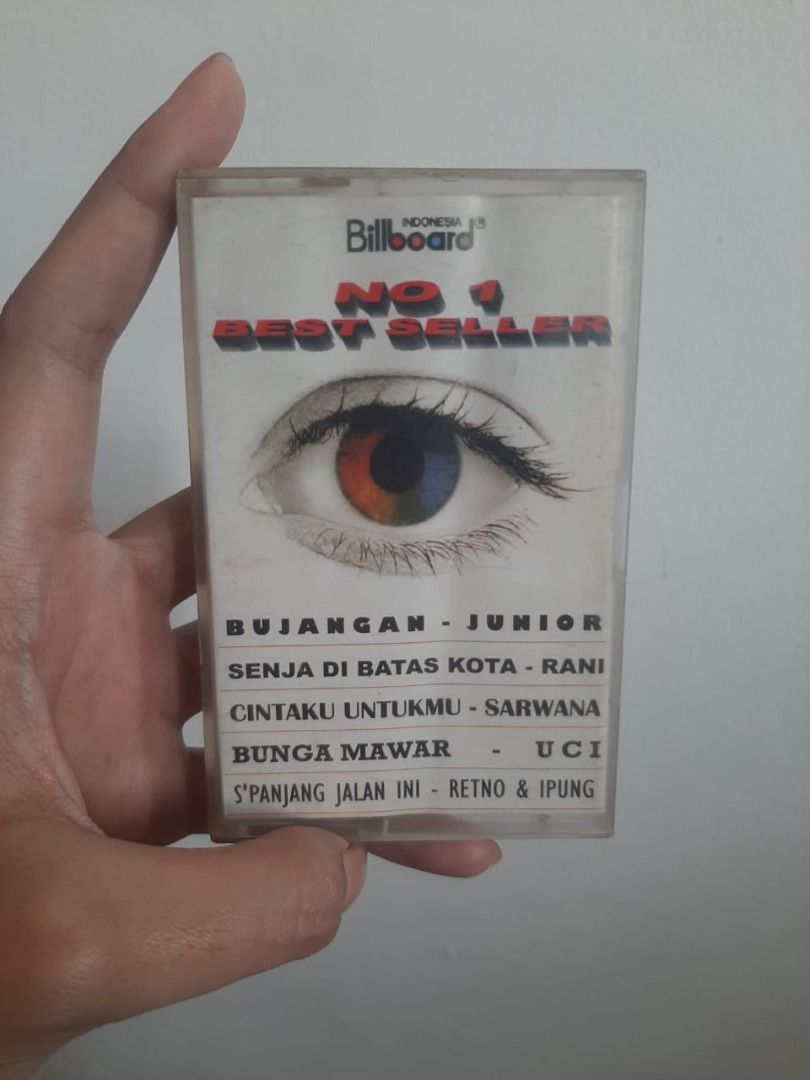 INDONESIA
Billboard®
NO 1
BEST SELLER
BUJANGAN - JUNIOR
SENJA DI BATAS KOTA - RANI
CINTAKU UNTUKMU - SARWANA
BUNGA MAWAR - UCI
S'PANJANG JALAN INI - RETNO & IPUNG